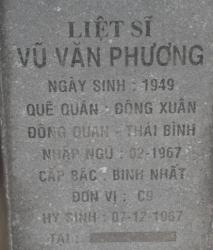 LIỆT SĨ
VŨ VĂN PHƯƠNG
NGÀY SINH : 1949
QUÊ QUÁN - ĐÔNG XUÂN
ĐÔNG QUAN - THÁI BÌNH
NHẬP NGŨ : 02-1967
CẤP BẬC : BINH NHẤT
ĐƠN VỊ : C9
HY SINH : 07-12-1967
TẠI :